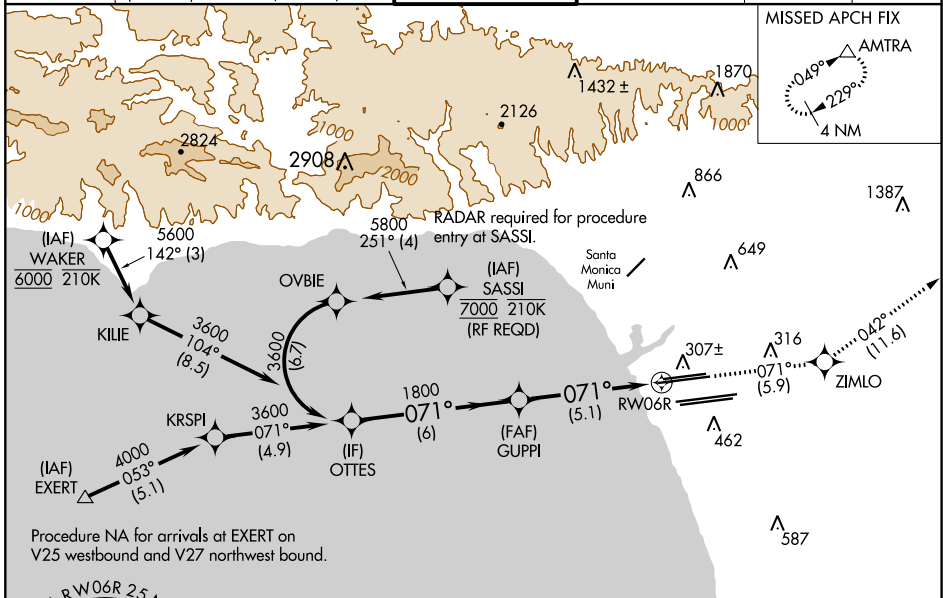 MISSED APCH FIX
AMTRA
049°
229°
4 NM
1432 ±
1870
1000
2126
1000
2824
2908
2000
1000
866
1387
649
(IAF)
WAKER
6000 210K
5600
142° (3)
5800
251° (4)
RADAR required for procedure
entry at SASSI.
Santa
Monica
Muni
OVBIE
(IAF)
SASSI
7000 210K
(RF REQD)
KILIE
3600
104°
(8.5)
3600
(6.7)
307±
316
042°
(11.6)
071°
(5.9)
ZIMLO
RW06R
462
1800
071°
(6)
071°
(5.1)
(FAF)
GUPPI
KRSPI
3600
071°
(4.9)
(IF)
OTTES
4000
053°
(5.1)
(IAF)
EXERT
587
Procedure NA for arrivals at EXERT on
V25 westbound and V27 northwest bound.
RW06R 25